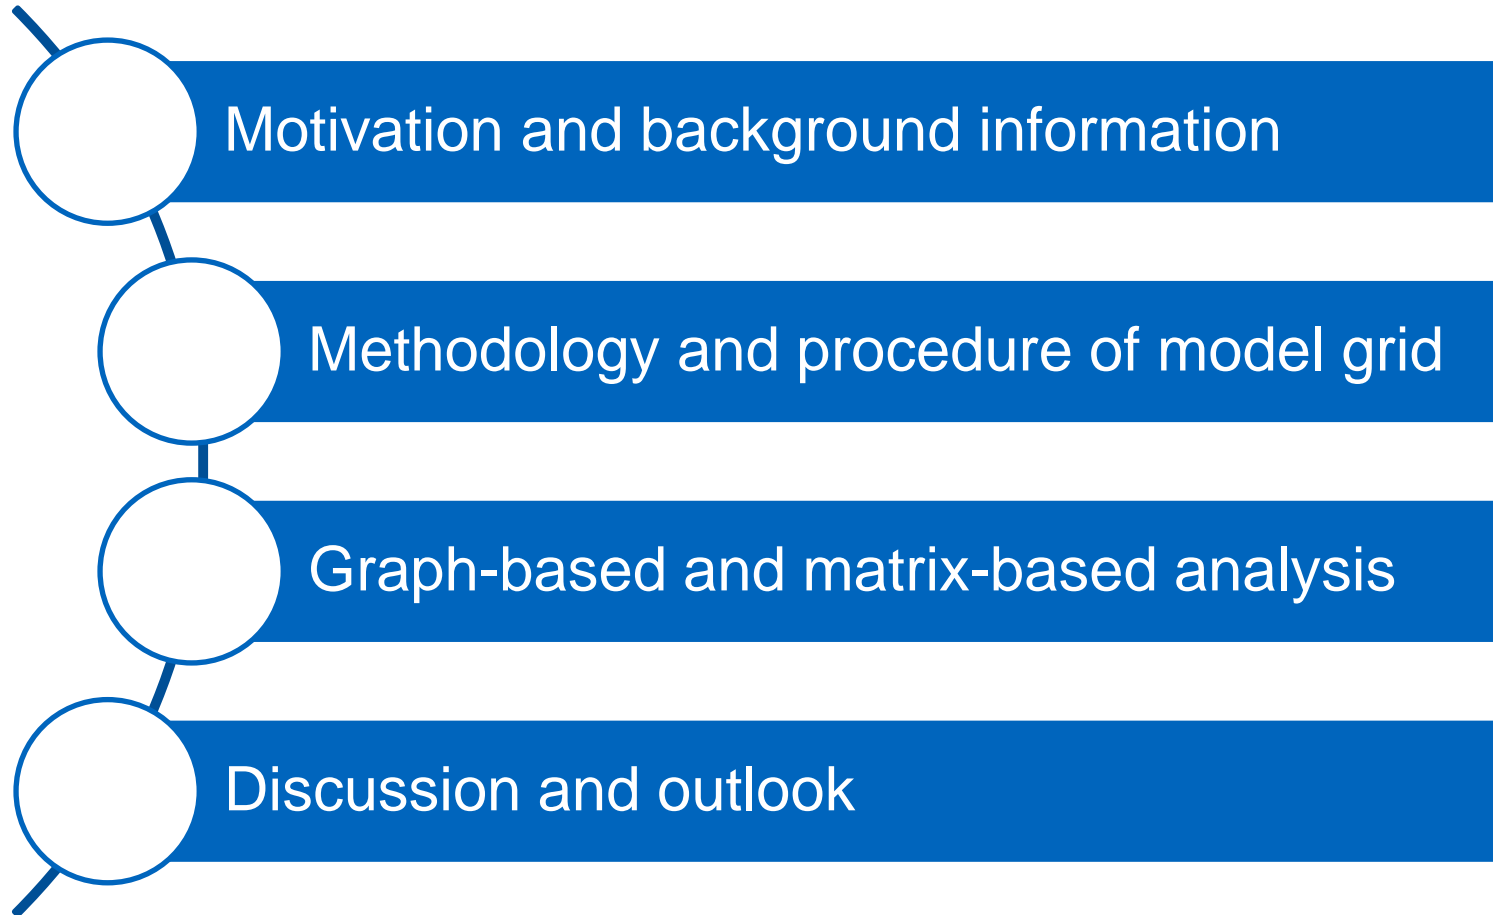 Motivation and background information
Methodology and procedure of model grid
Graph-based and matrix-based analysis
Discussion and outlook